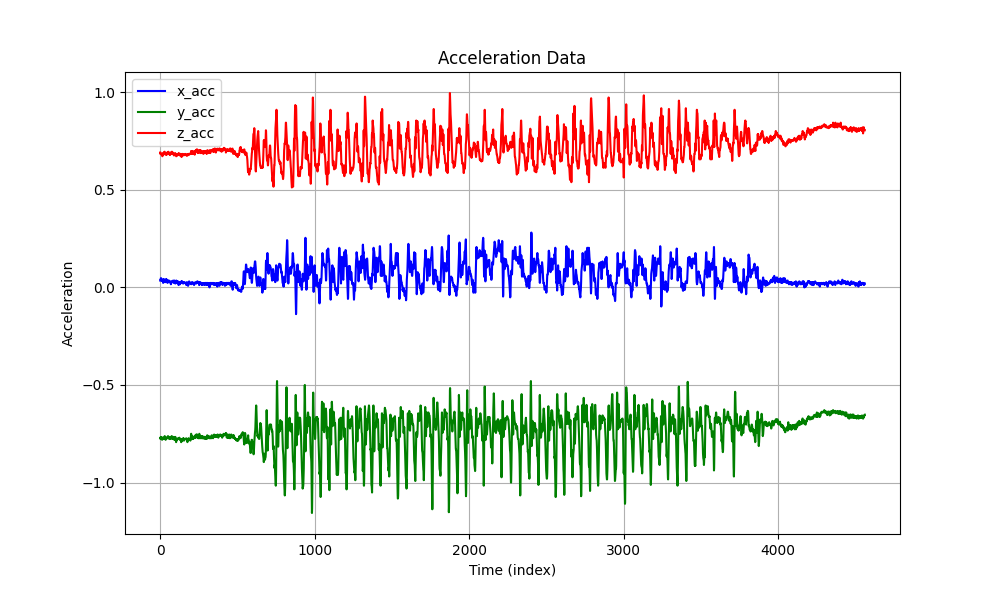 Acceleration Data
x_acc
y_acc
z_acc
1.0
0.5
0.0
−0.5
−1.0
Acceleration
0 1000 2000 3000 4000
Time (index)